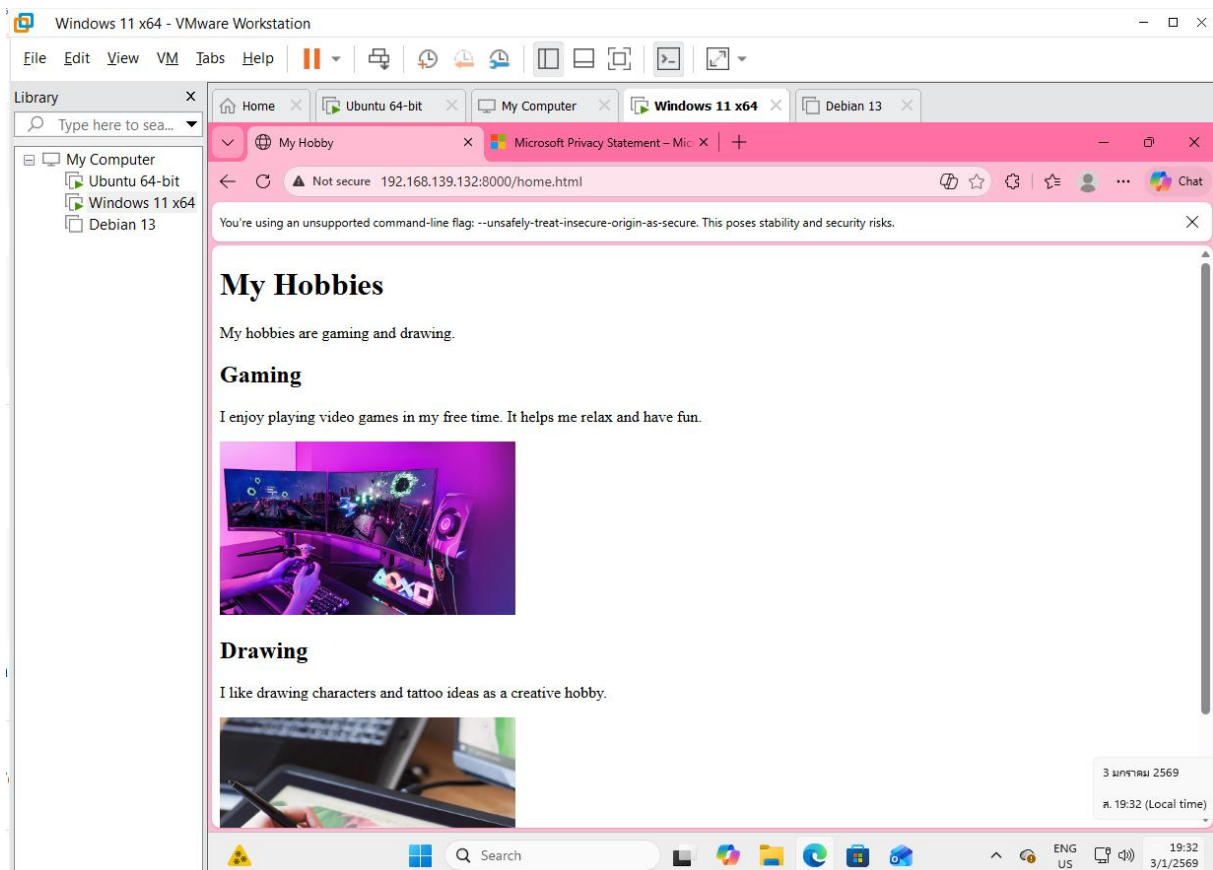 Windows 11 x64 - VMware Workstation
File Edit View VM Tabs Help
Library
Type here to sea...
My Computer
Ubuntu 64-bit
Windows 11 x64
Debian 13
Home Ubuntu 64-bit My Computer Windows 11 x64 Debian 13
My Hobby Microsoft Privacy Statement – Mic
Not secure 192.168.139.132:8000/home.html Chat
You're using an unsupported command-line flag: --unsafely-treat-insecure-origin-as-secure. This poses stability and security risks.
My Hobbies
My hobbies are gaming and drawing.
Gaming
I enjoy playing video games in my free time. It helps me relax and have fun.
Drawing
I like drawing characters and tattoo ideas as a creative hobby.
3 มกราคม 2569
ส. 19:32 (Local time)
Search
ENG
US
19:32
3/1/2569